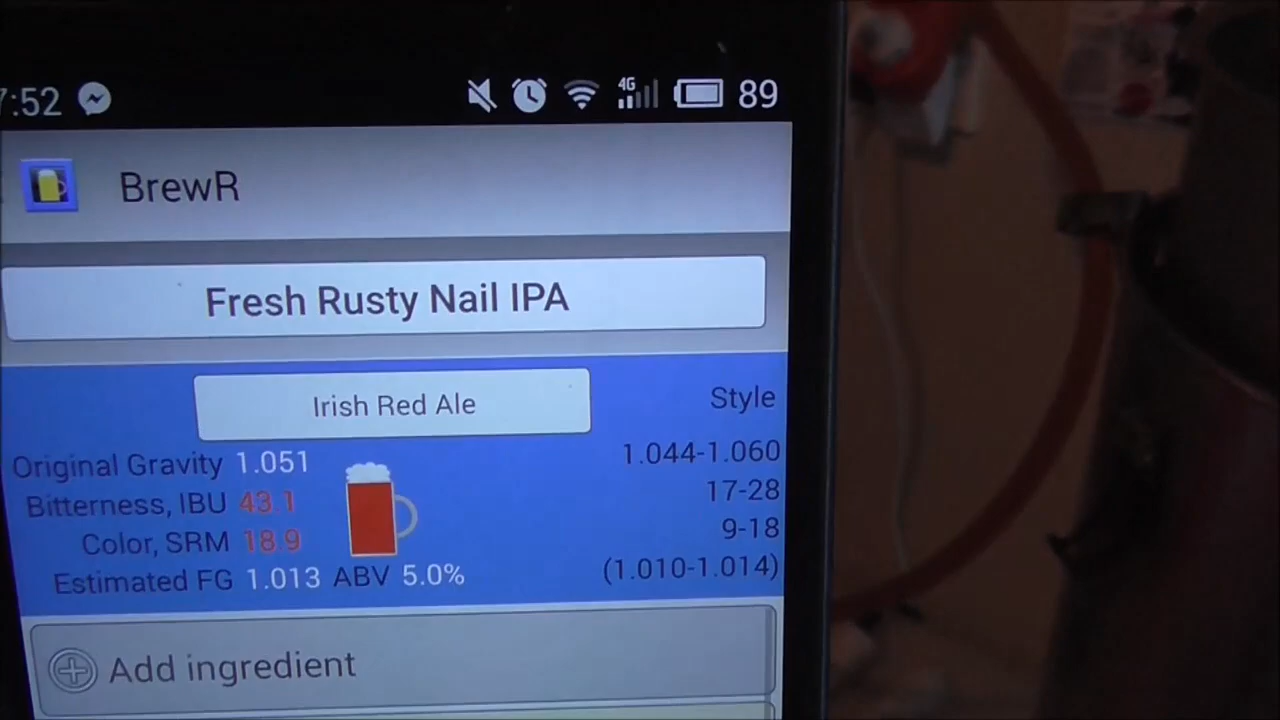 7:52 4G 89
BrewR
Fresh Rusty Nail IPA
Irish Red Ale Style
Original Gravity 1.051 1.044-1.060
Bitterness, IBU 43.1 17-28
Color, SRM 18.9 9-18
Estimated FG 1.013 ABV 5.0% (1.010-1.014)
Add ingredient